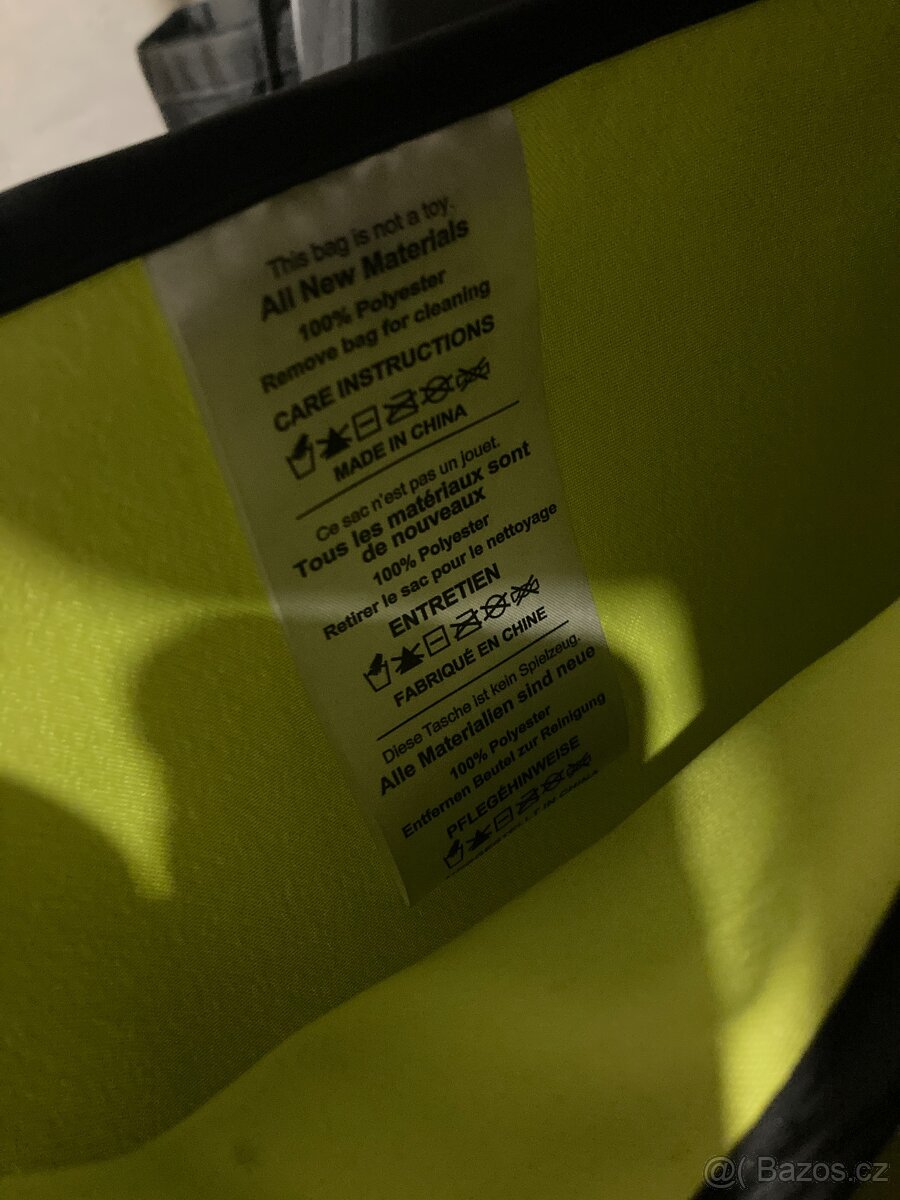 This bag is not a toy.
All New Materials
100% Polyester
Remove bag for cleaning
CARE INSTRUCTIONS
MADE IN CHINA
Ce sac n'est pas un jouet.
Tous les matériaux sont
de nouveaux
100% Polyester
Retirer le sac pour le nettoyage
ENTRETIEN
FABRIQUÉ EN CHINE
Diese Tasche ist kein Spielzeug.
Alle Materialien sind neue
100% Polyester
Entfernen Beutel zur Reinigung
PFLEGÉHINWEISE
IN CHINA
@( Bazos.cz